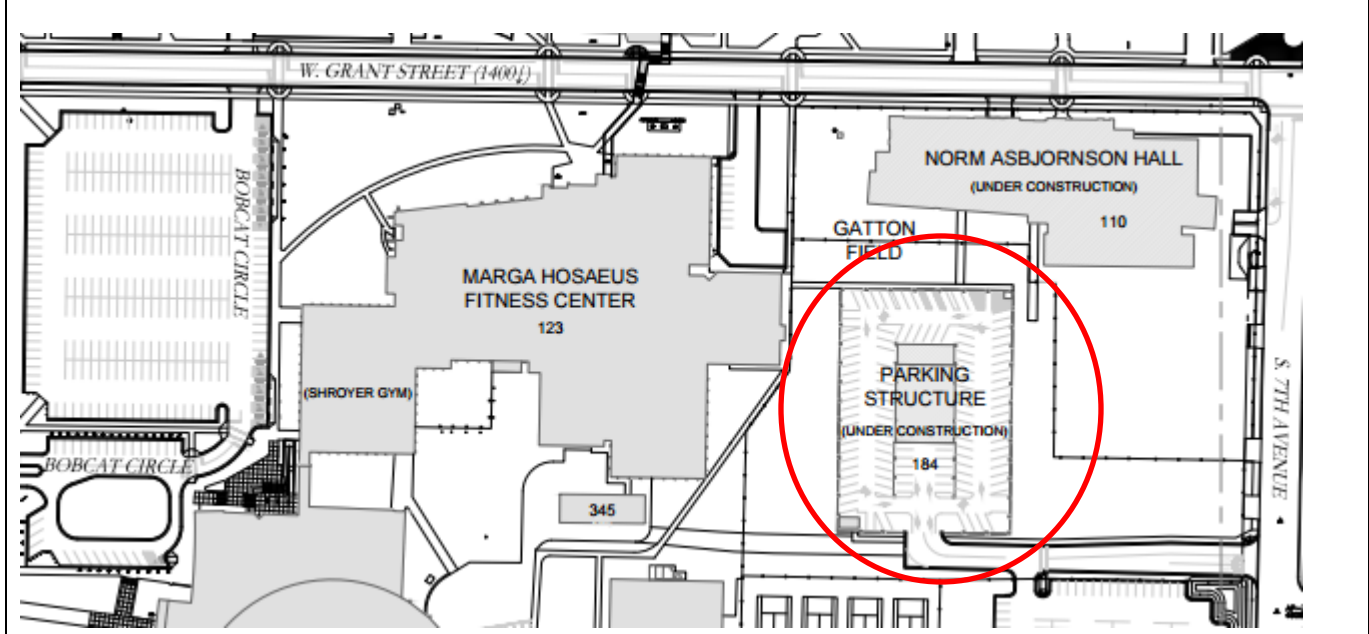 W. GRANT STREET (1400')
BOBCAT CIRCLE
NORM ASBJORNSON HALL
(UNDER CONSTRUCTION)
110
GATTON
FIELD
MARGA HOSAEUS
FITNESS CENTER
123
(SHROYER GYM)
PARKING
STRUCTURE
(UNDER CONSTRUCTION)
184
S. 7TH AVENUE
BOBCAT CIRCLE
345